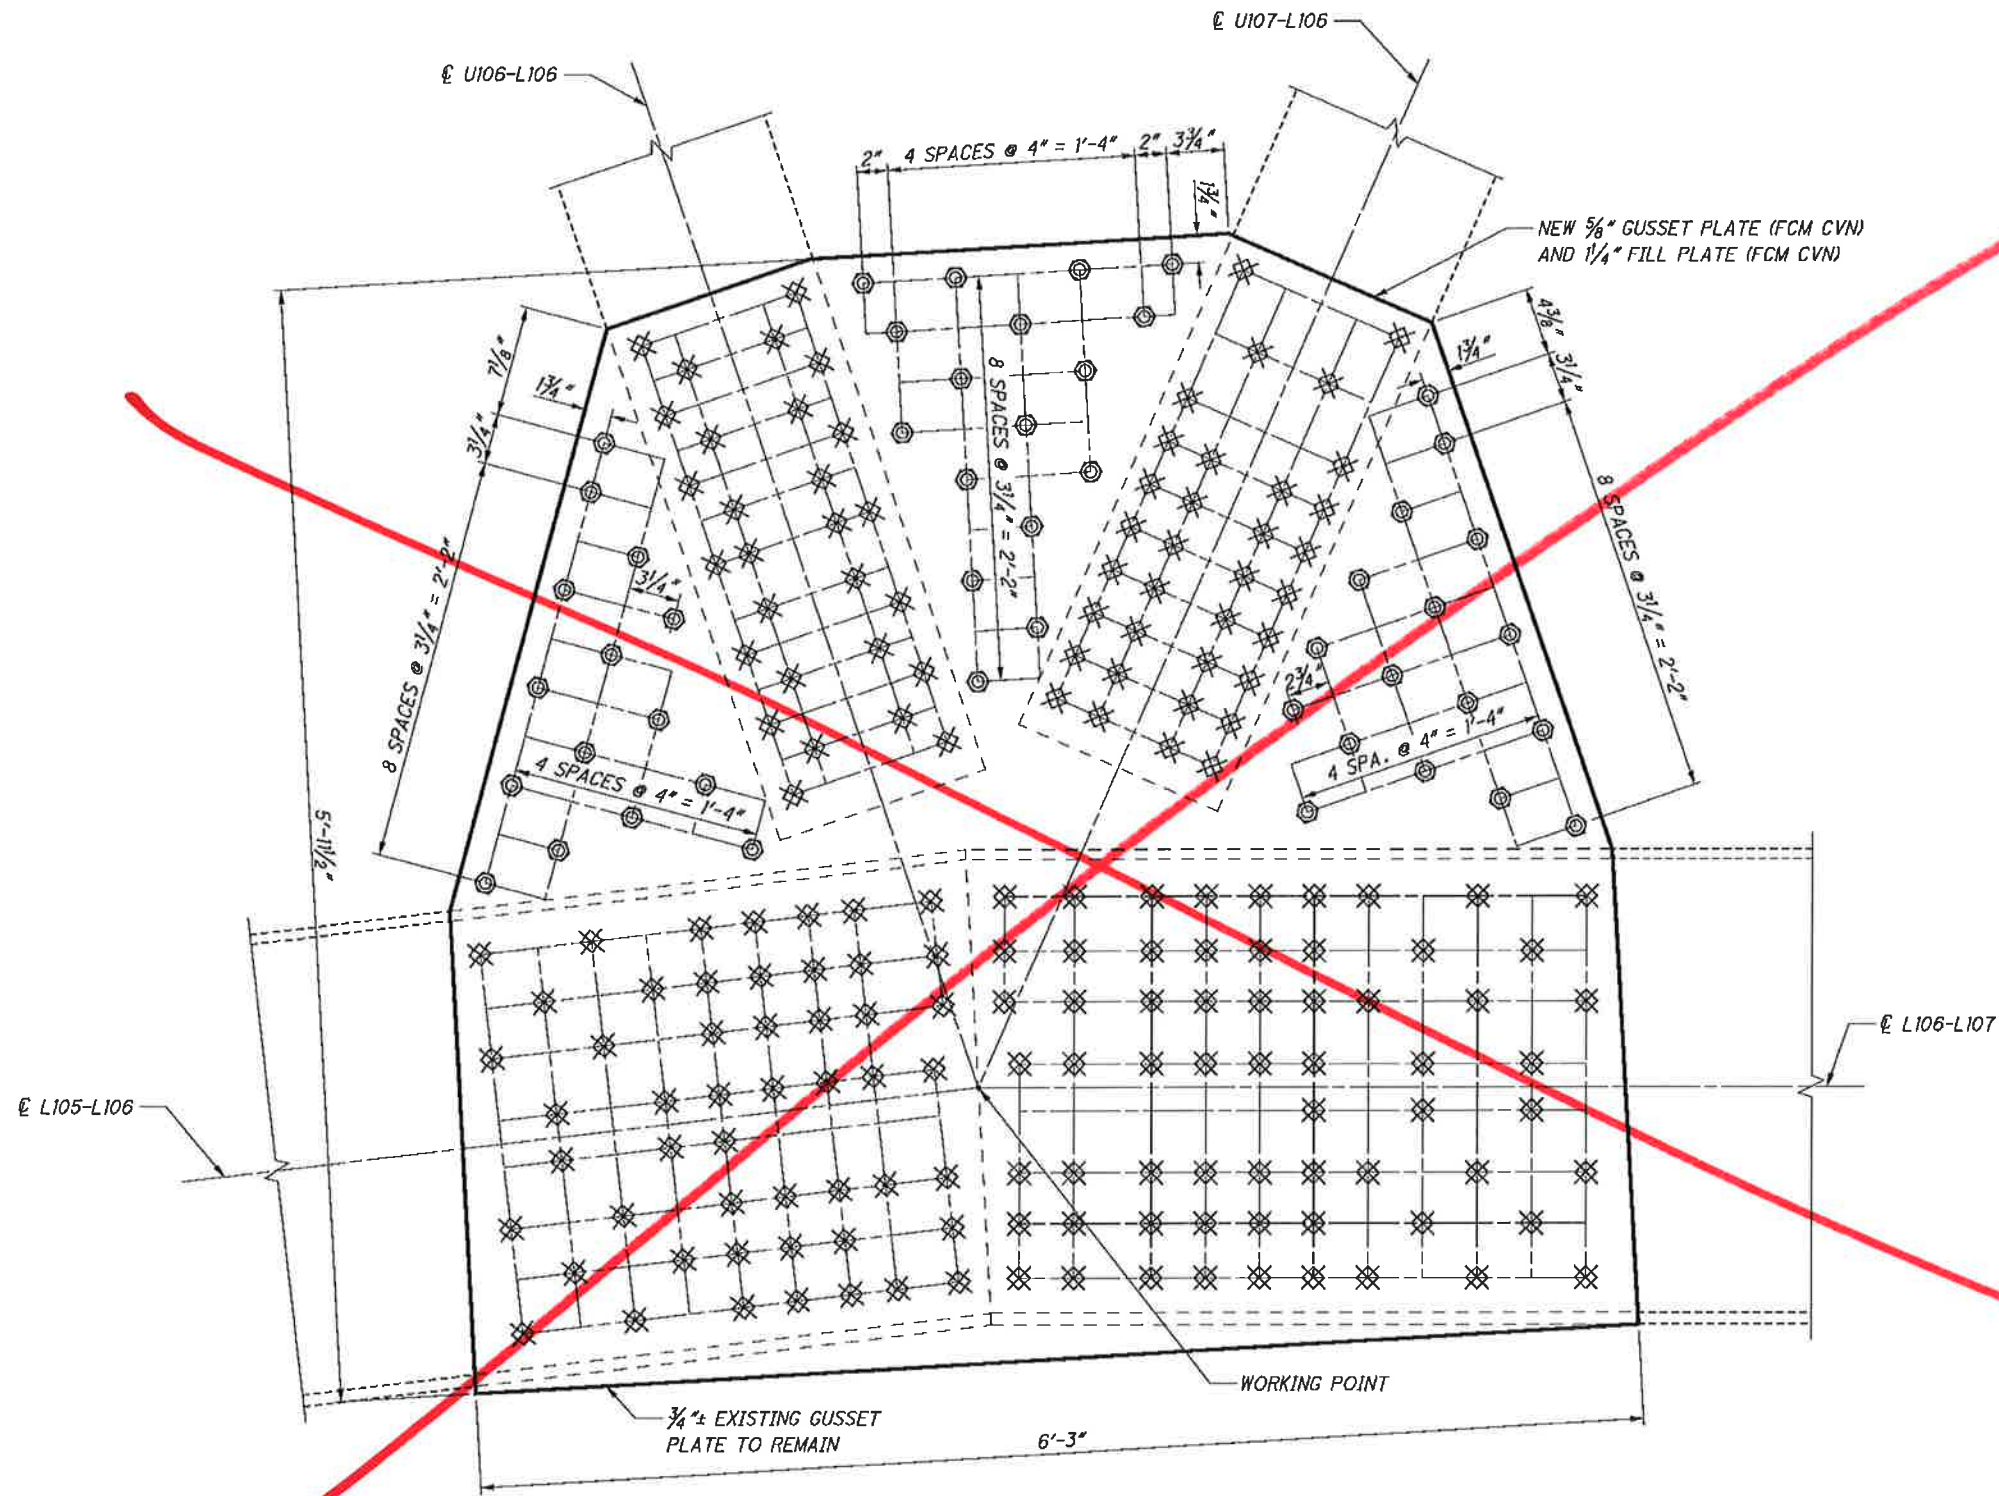 ℄ U107-L106
℄ U106-L106
2" 4 SPACES @ 4" = 1'-4" 2" 3¾"
1¾"
NEW ⅝" GUSSET PLATE (FCM CVN)
AND 1¼" FILL PLATE (FCM CVN)
7⅛"
1¾"
3¼"
8 SPACES @ 3¼" = 2'-2"
3¼"
4 SPACES @ 4" = 1'-4"
8 SPACES @ 3¼" = 2'-2"
4⅜"
3¼"
1¾"
8 SPACES @ 3¼" = 2'-2"
2¾"
4 SPA. @ 4" = 1'-4"
5'-11½"
℄ L106-L107
℄ L105-L106
WORKING POINT
¾"± EXISTING GUSSET
PLATE TO REMAIN
6'-3"